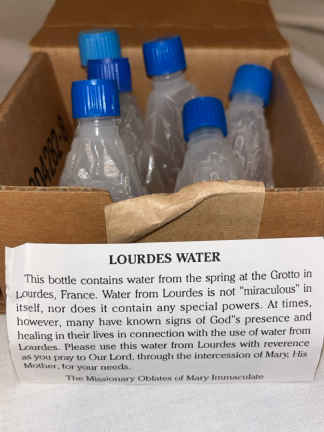 LOURDES WATER
This bottle contains water from the spring at the Grotto in
Lourdes, France. Water from Lourdes is not "miraculous" in
itself, nor does it contain any special powers. At times,
however, many have known signs of God"s presence and
healing in their lives in connection with the use of water from
Lourdes. Please use this water from Lourdes with reverence
as you pray to Our Lord, through the intercession of Mary, His
Mother, for your needs.
The Missionary Oblates of Mary Immaculate